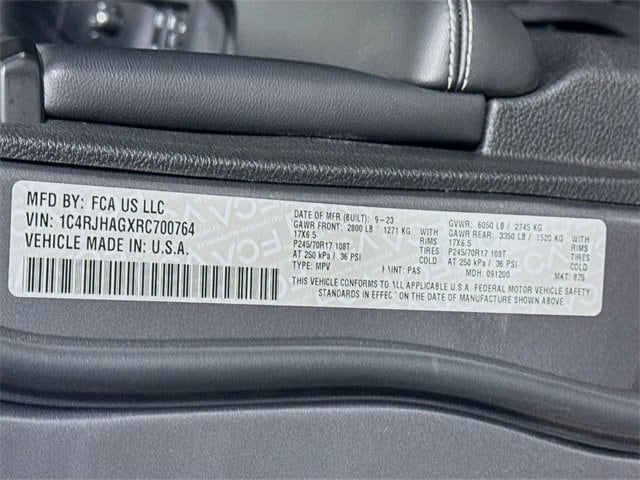 MFD BY: FCA US LLC
VIN: 1C4RJHAGXRC700764
VEHICLE MADE IN: U.S.A.
DATE OF MFR (BUILT): 9-23 GVWR: 6050 LB / 2745 KG
GAWR FRONT: 2800 LB / 1271 KG WITH GAWR REAR: 3350 LB / 1520 KG WITH
17X6.5 RIMS 17X6.5 RIMS
P245/70R17 108T TIRES P245/70R17 108T TIRES
AT 250 kPa / 36 PSI COLD AT 250 kPa / 36 PSI COLD
TYPE: MPV INT: PAS MDH: 091200 MKT: 875
THIS VEHICLE CONFORMS TO ALL APPLICABLE U.S.A. FEDERAL MOTOR VEHICLE SAFETY
STANDARDS IN EFFECT ON THE DATE OF MANUFACTURE SHOWN ABOVE.